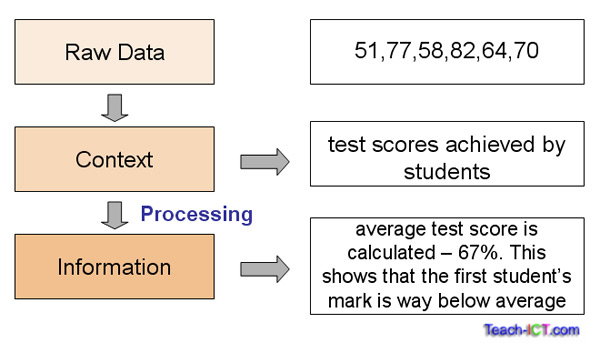 Raw Data
51,77,58,82,64,70
Context
test scores achieved by
students
Processing
Information
average test score is
calculated – 67%. This
shows that the first student's
mark is way below average
Teach-ICT.com